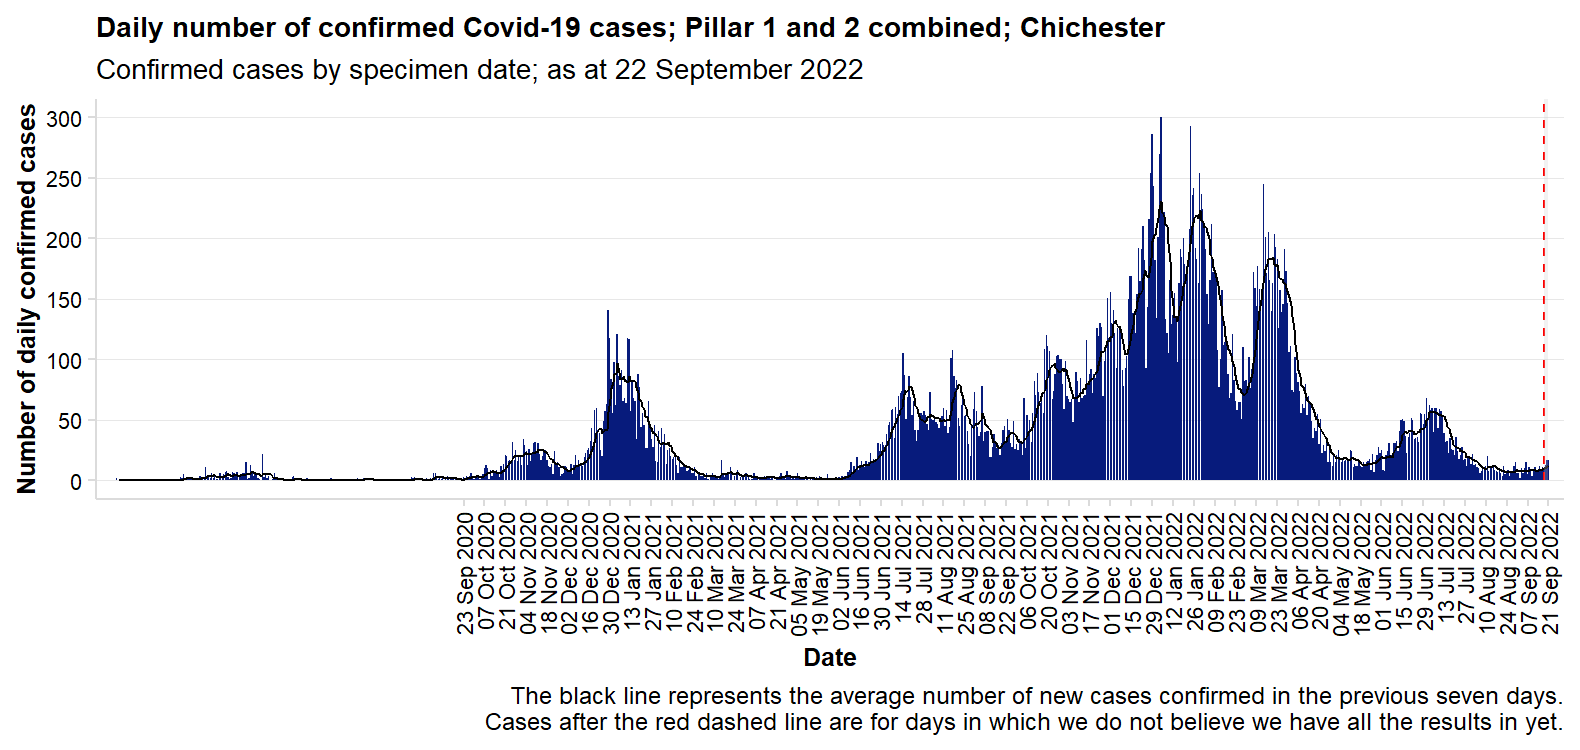 Daily number of confirmed Covid-19 cases; Pillar 1 and 2 combined; Chichester
Confirmed cases by specimen date; as at 22 September 2022
Number of daily confirmed cases
300
250
200
150
100
50
0
23 Sep 2020
07 Oct 2020
21 Oct 2020
04 Nov 2020
18 Nov 2020
02 Dec 2020
16 Dec 2020
30 Dec 2020
13 Jan 2021
27 Jan 2021
10 Feb 2021
24 Feb 2021
10 Mar 2021
24 Mar 2021
07 Apr 2021
21 Apr 2021
05 May 2021
19 May 2021
02 Jun 2021
16 Jun 2021
30 Jun 2021
14 Jul 2021
28 Jul 2021
11 Aug 2021
25 Aug 2021
08 Sep 2021
22 Sep 2021
06 Oct 2021
20 Oct 2021
03 Nov 2021
17 Nov 2021
01 Dec 2021
15 Dec 2021
29 Dec 2021
12 Jan 2022
26 Jan 2022
09 Feb 2022
23 Feb 2022
09 Mar 2022
23 Mar 2022
06 Apr 2022
20 Apr 2022
04 May 2022
18 May 2022
01 Jun 2022
15 Jun 2022
29 Jun 2022
13 Jul 2022
27 Jul 2022
10 Aug 2022
24 Aug 2022
07 Sep 2022
21 Sep 2022
Date
The black line represents the average number of new cases confirmed in the previous seven days.
Cases after the red dashed line are for days in which we do not believe we have all the results in yet.